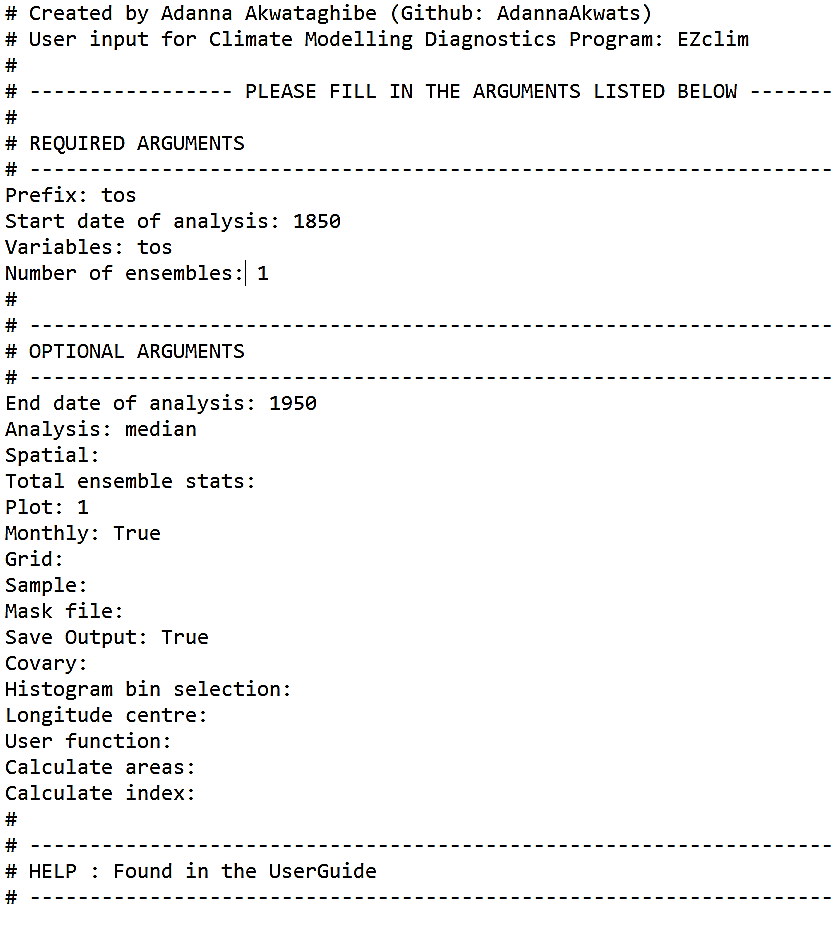 # Created by Adanna Akwataghibe (Github: AdannaAkwats)
# User input for Climate Modelling Diagnostics Program: EZclim
#
# ----------------- PLEASE FILL IN THE ARGUMENTS LISTED BELOW -------
#
# REQUIRED ARGUMENTS
# -------------------------------------------------------------------
Prefix: tos
Start date of analysis: 1850
Variables: tos
Number of ensembles: 1
#
# -------------------------------------------------------------------
# OPTIONAL ARGUMENTS
# -------------------------------------------------------------------
End date of analysis: 1950
Analysis: median
Spatial:
Total ensemble stats:
Plot: 1
Monthly: True
Grid:
Sample:
Mask file:
Save Output: True
Covary:
Histogram bin selection:
Longitude centre:
User function:
Calculate areas:
Calculate index:
#
# -------------------------------------------------------------------
# HELP : Found in the UserGuide
# -------------------------------------------------------------------